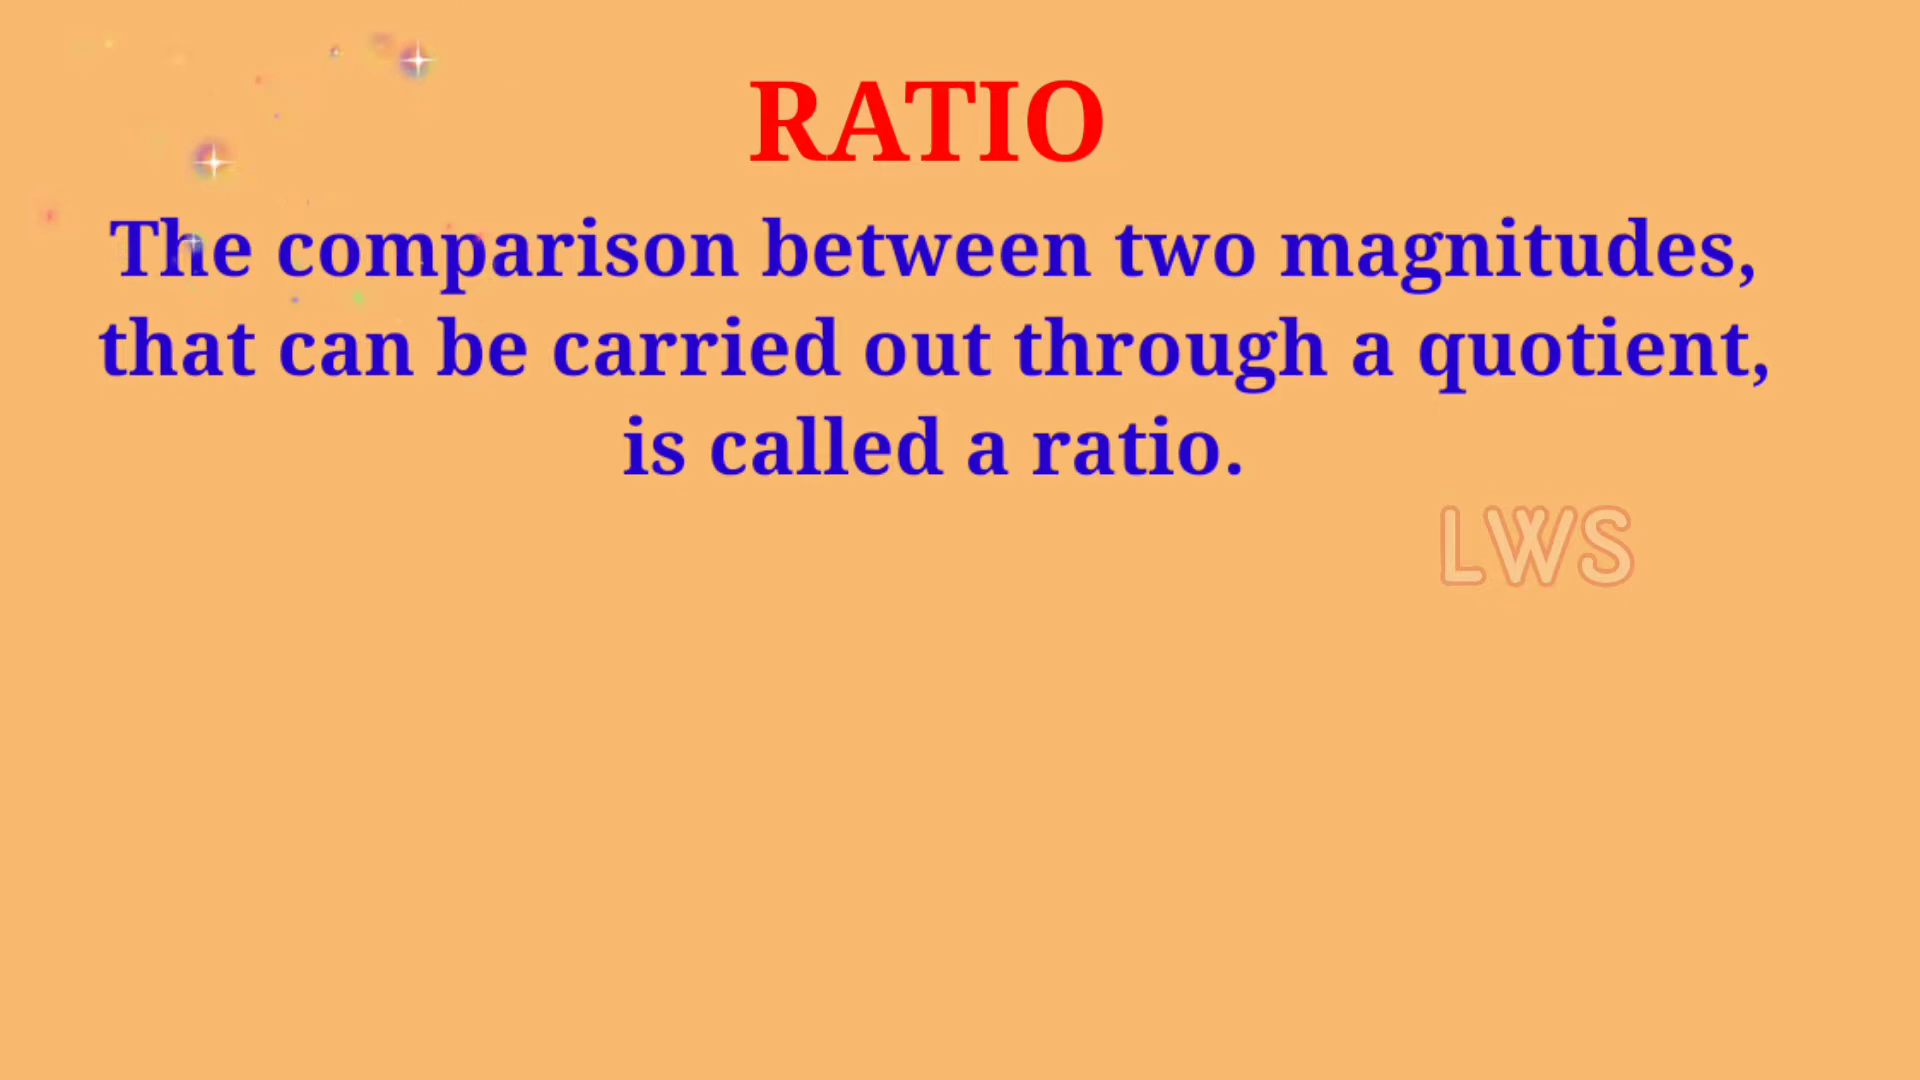 RATIO
The comparison between two magnitudes,
that can be carried out through a quotient,
is called a ratio.
LWS